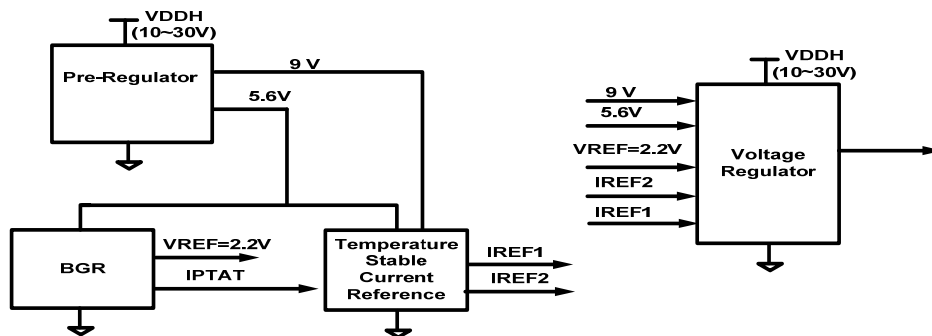 VDDH
(10~30V)
Pre-Regulator
9 V
5.6V
BGR
VREF=2.2V
IPTAT
Temperature
Stable
Current
Reference
IREF1
IREF2
VDDH
(10~30V)
9 V
5.6V
VREF=2.2V
IREF2
IREF1
Voltage
Regulator